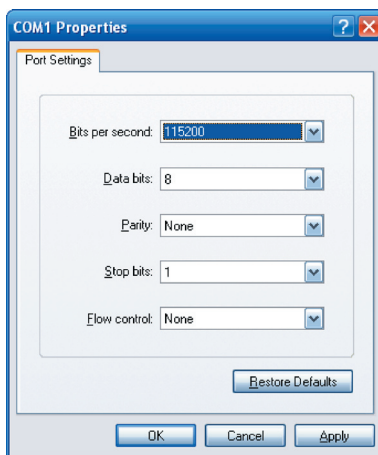 COM1 Properties
Port Settings
Bits per second: 115200
Data bits: 8
Parity: None
Stop bits: 1
Flow control: None
Restore Defaults
OK Cancel Apply